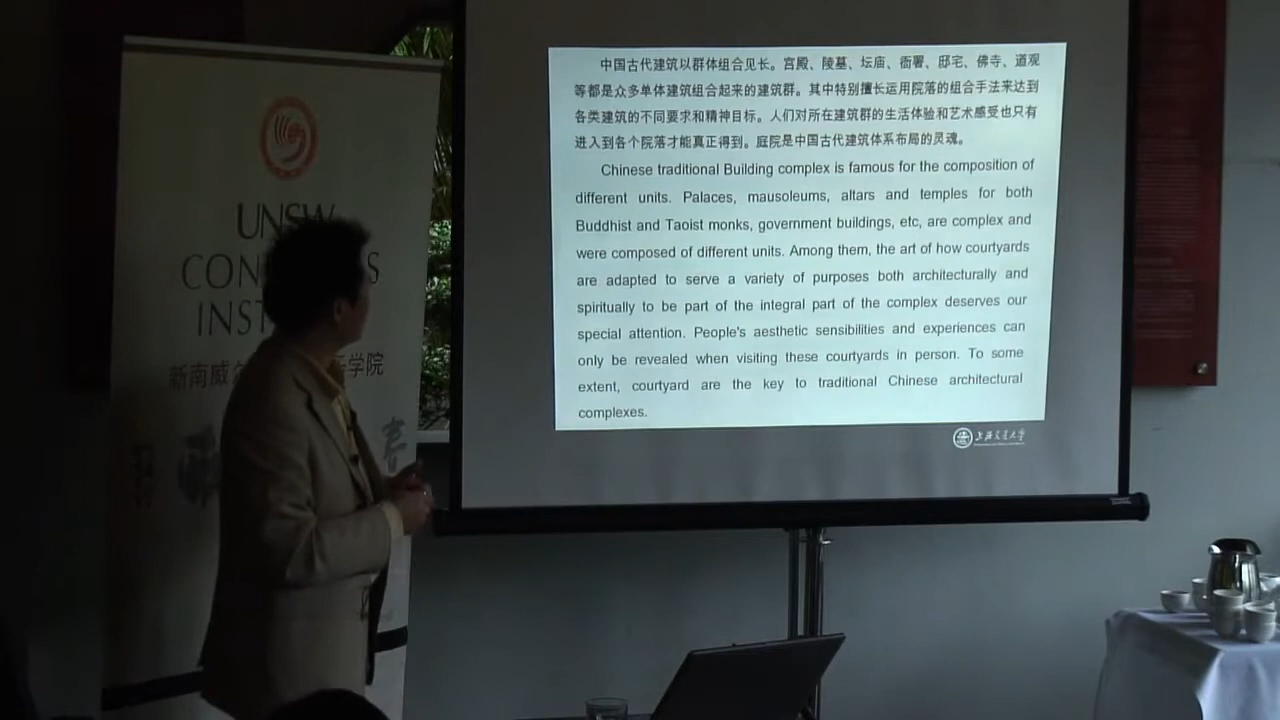 UNSW
CON
S
INST
新南威
学院
春
中国古代建筑以群体组合见长。宫殿、陵墓、坛庙、衙署、邸宅、佛寺、道观
等都是众多单体建筑组合起来的建筑群。其中特别擅长运用院落的组合手法来达到
各类建筑的不同要求和精神目标。人们对所在建筑群的生活体验和艺术感受也只有
进入到各个院落才能真正得到。庭院是中国古代建筑体系布局的灵魂。
Chinese traditional Building complex is famous for the composition of
different units. Palaces, mausoleums, altars and temples for both
Buddhist and Taoist monks, government buildings, etc, are complex and
were composed of different units. Among them, the art of how courtyards
are adapted to serve a variety of purposes both architecturally and
spiritually to be part of the integral part of the complex deserves our
special attention. People's aesthetic sensibilities and experiences can
only be revealed when visiting these courtyards in person. To some
extent, courtyard are the key to traditional Chinese architectural
complexes.
上海交通大学